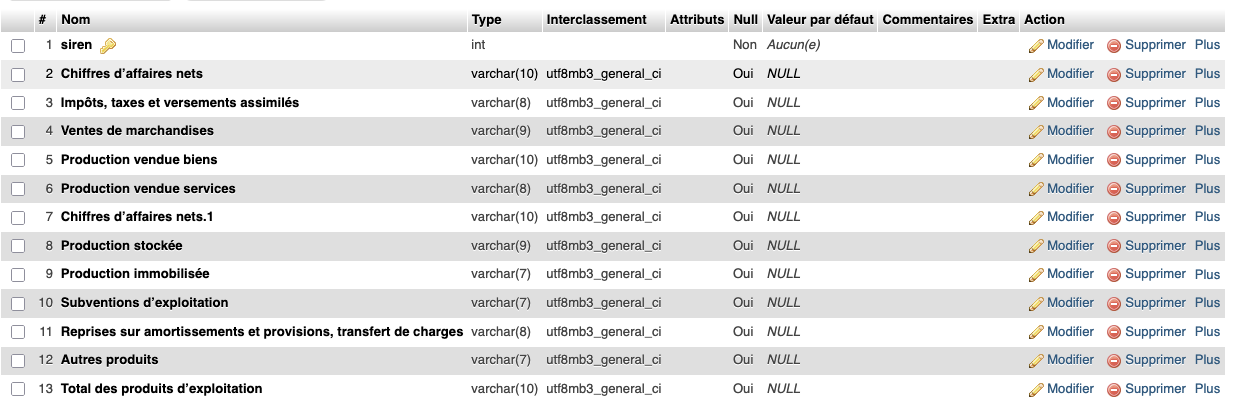 # Nom Type Interclassement Attributs Null Valeur par défaut Commentaires Extra Action
1 siren int Non Aucun(e) Modifier Supprimer Plus
2 Chiffres d’affaires nets varchar(10) utf8mb3_general_ci Oui NULL Modifier Supprimer Plus
3 Impôts, taxes et versements assimilés varchar(8) utf8mb3_general_ci Oui NULL Modifier Supprimer Plus
4 Ventes de marchandises varchar(9) utf8mb3_general_ci Oui NULL Modifier Supprimer Plus
5 Production vendue biens varchar(10) utf8mb3_general_ci Oui NULL Modifier Supprimer Plus
6 Production vendue services varchar(8) utf8mb3_general_ci Oui NULL Modifier Supprimer Plus
7 Chiffres d’affaires nets.1 varchar(10) utf8mb3_general_ci Oui NULL Modifier Supprimer Plus
8 Production stockée varchar(9) utf8mb3_general_ci Oui NULL Modifier Supprimer Plus
9 Production immobilisée varchar(7) utf8mb3_general_ci Oui NULL Modifier Supprimer Plus
10 Subventions d’exploitation varchar(7) utf8mb3_general_ci Oui NULL Modifier Supprimer Plus
11 Reprises sur amortissements et provisions, transfert de charges varchar(8) utf8mb3_general_ci Oui NULL Modifier Supprimer Plus
12 Autres produits varchar(7) utf8mb3_general_ci Oui NULL Modifier Supprimer Plus
13 Total des produits d’exploitation varchar(10) utf8mb3_general_ci Oui NULL Modifier Supprimer Plus